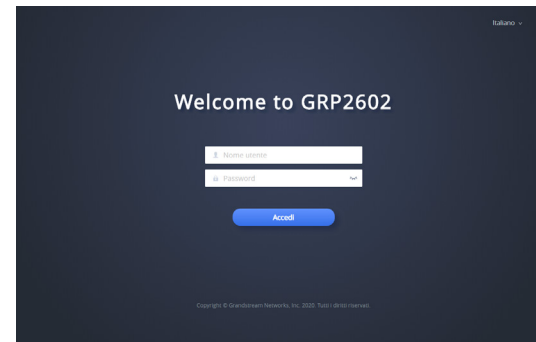 Italiano
Welcome to GRP2602
Nome utente
Password
Accedi
Copyright © Grandstream Networks, Inc. 2020. Tutti i diritti riservati.